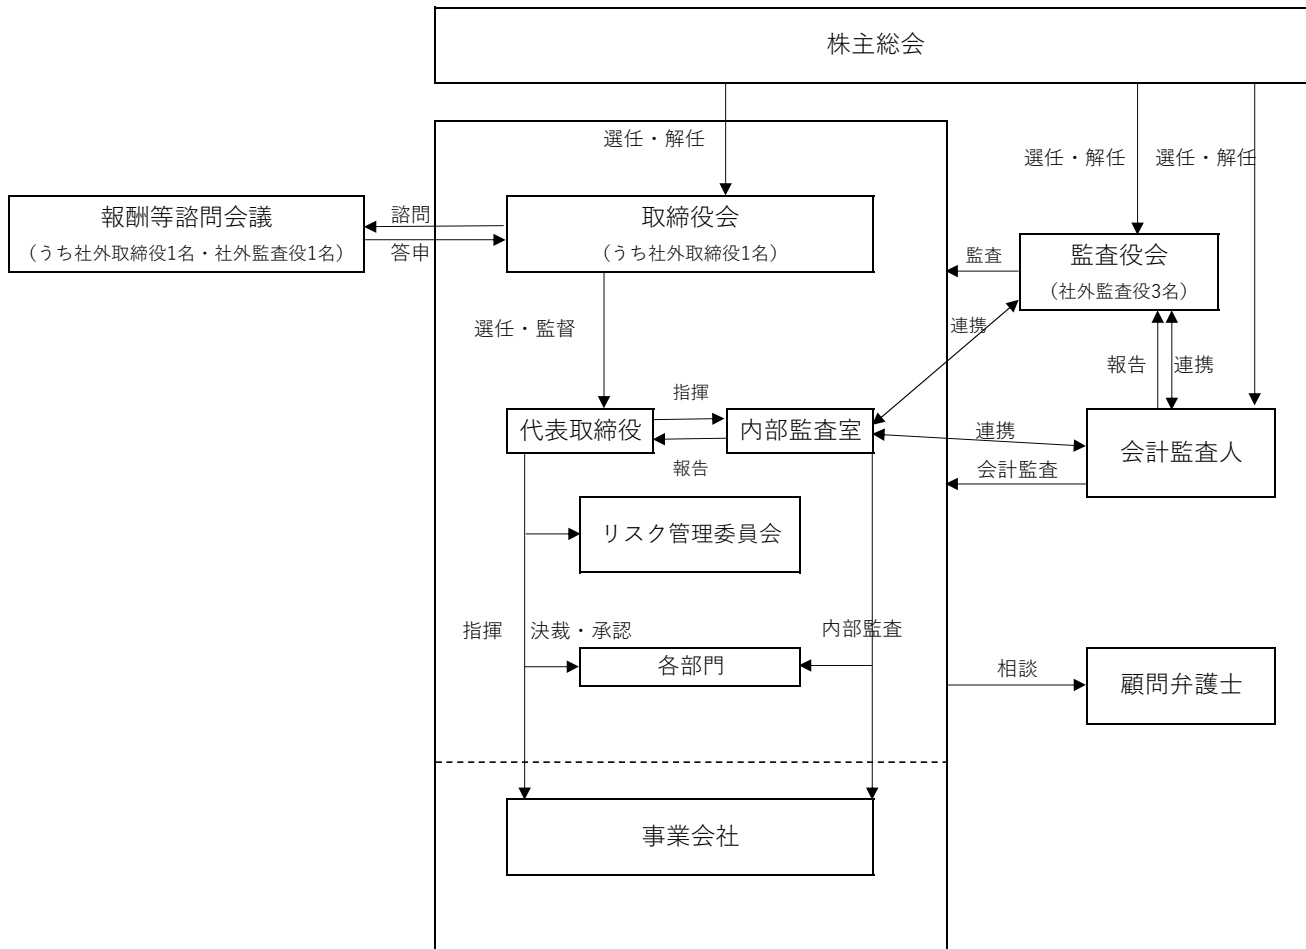 株主総会
選任・解任
選任・解任
選任・解任
報酬等諮問会議
（うち社外取締役1名・社外監査役1名）
諮問
答申
取締役会
（うち社外取締役1名）
監査
監査役会
（社外監査役3名）
選任・監督
連携
報告
連携
代表取締役
指揮
報告
内部監査室
連携
会計監査
会計監査人
リスク管理委員会
指揮
決裁・承認
内部監査
各部門
相談
顧問弁護士
事業会社